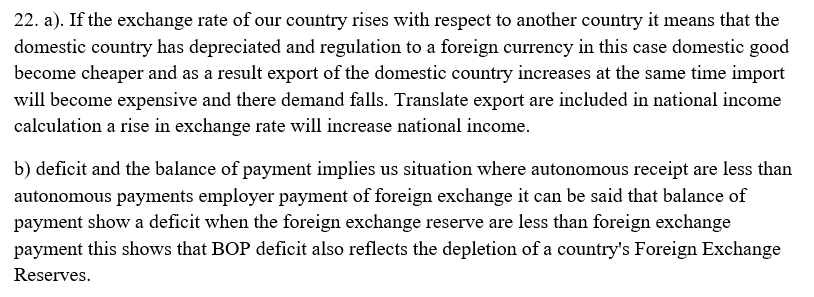 22. a). If the exchange rate of our country rises with respect to another country it means that the
domestic country has depreciated and regulation to a foreign currency in this case domestic good
become cheaper and as a result export of the domestic country increases at the same time import
will become expensive and there demand falls. Translate export are included in national income
calculation a rise in exchange rate will increase national income.
b) deficit and the balance of payment implies us situation where autonomous receipt are less than
autonomous payments employer payment of foreign exchange it can be said that balance of
payment show a deficit when the foreign exchange reserve are less than foreign exchange
payment this shows that BOP deficit also reflects the depletion of a country's Foreign Exchange
Reserves.